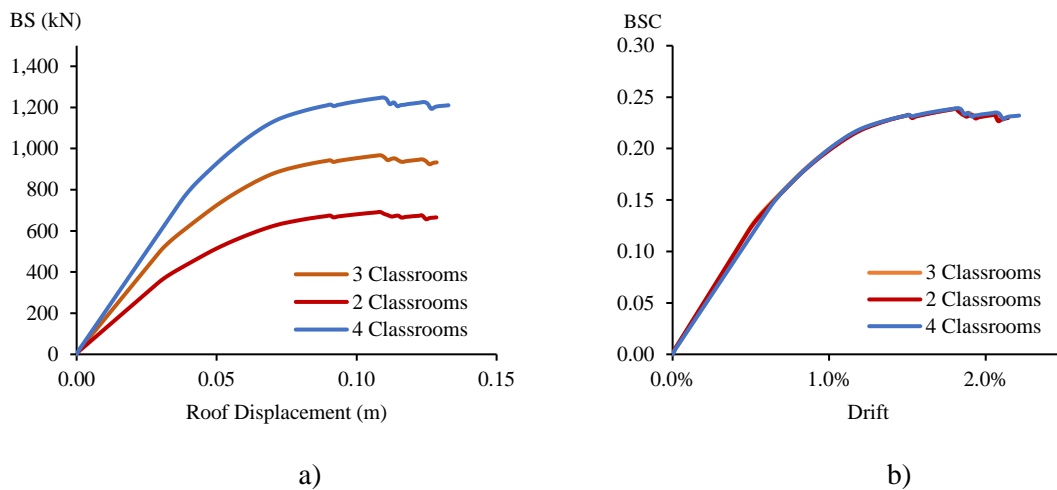 BS (kN)
1,400
1,200
1,000
800
600
400
200
0
3 Classrooms
2 Classrooms
4 Classrooms
0.00
0.05
0.10
0.15
Roof Displacement (m)
a)
BSC
0.30
0.25
0.20
0.15
0.10
0.05
0.00
3 Classrooms
2 Classrooms
4 Classrooms
0.0%
1.0%
2.0%
Drift
b)